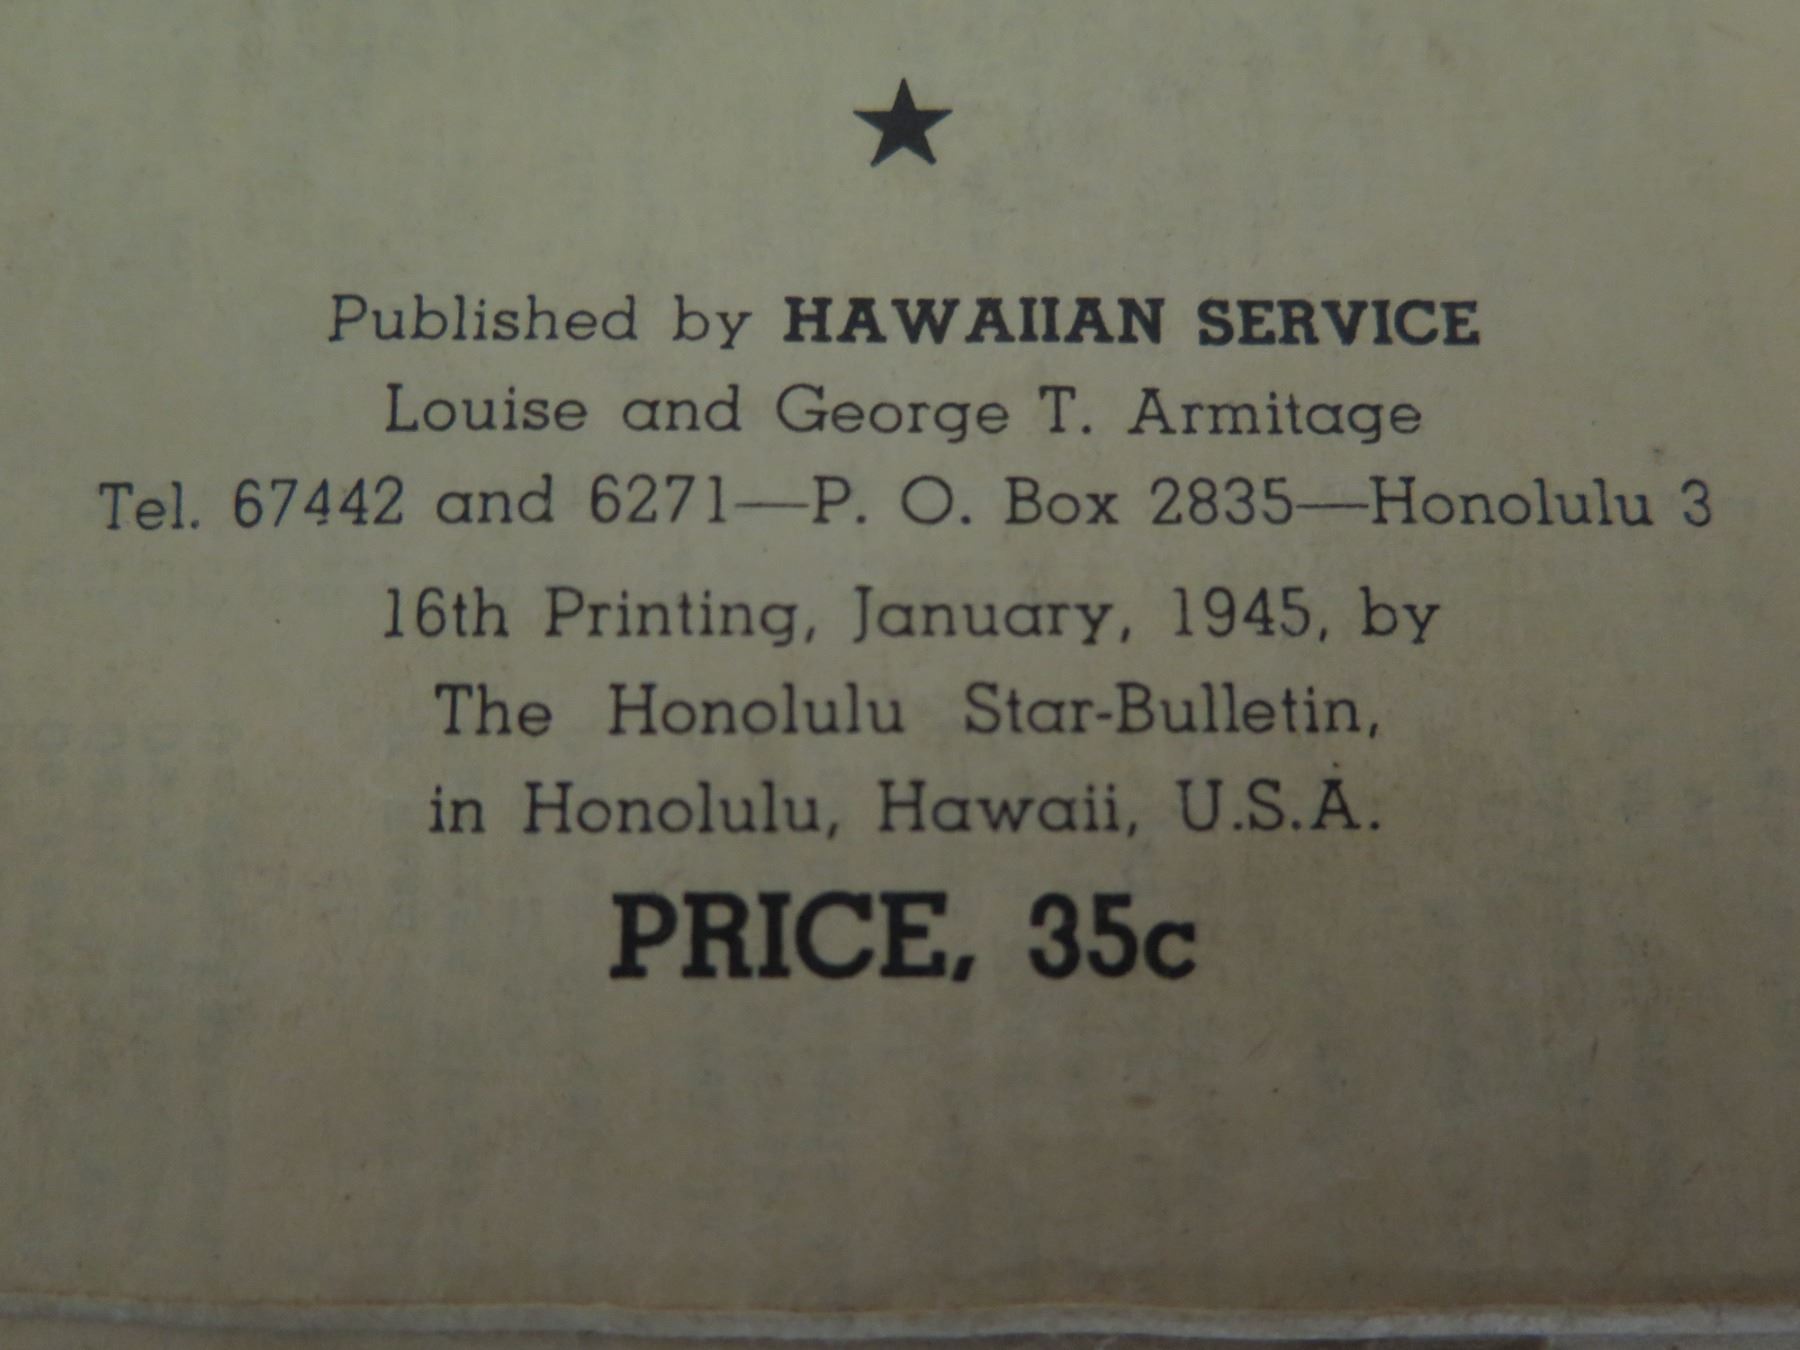 Published by HAWAIIAN SERVICE
Louise and George T. Armitage
Tel. 67442 and 6271—P. O. Box 2835—Honolulu 3
16th Printing, January, 1945, by
The Honolulu Star-Bulletin,
in Honolulu, Hawaii, U.S.A.
PRICE, 35c